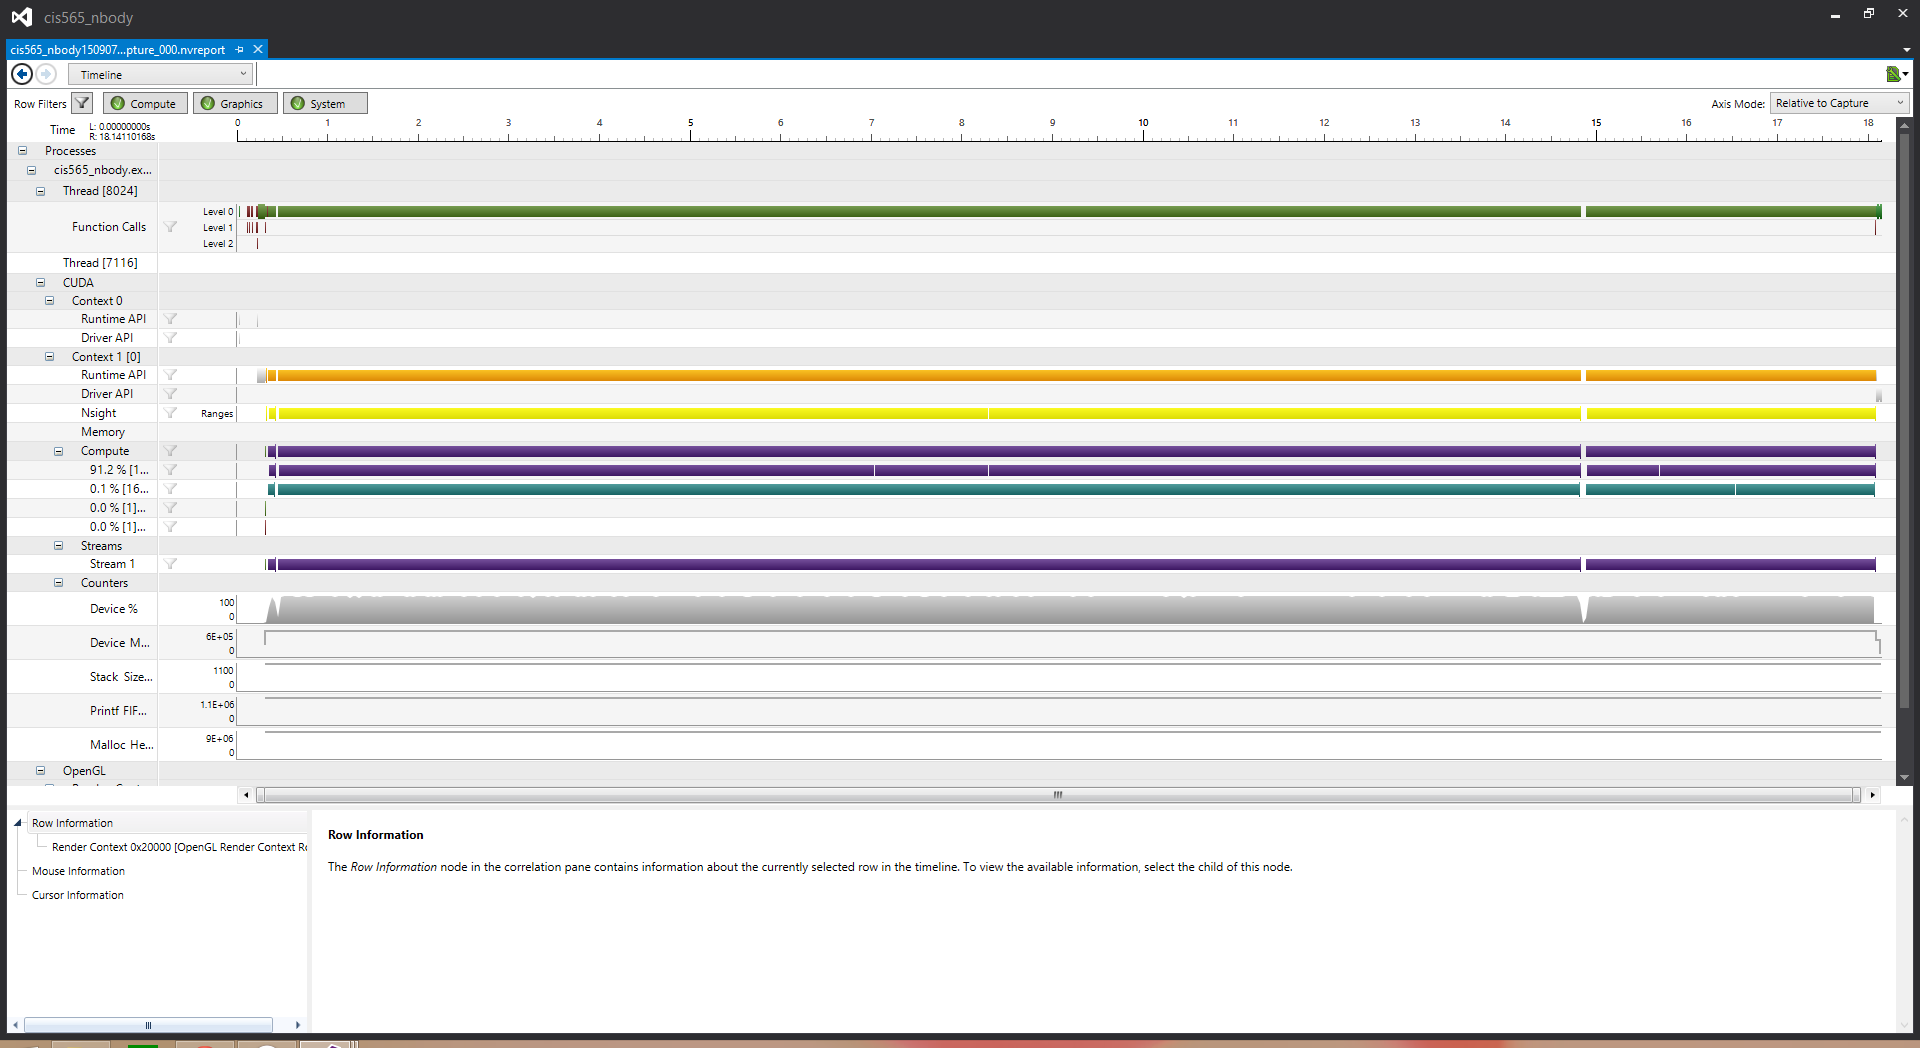 cis565_nbody
cis565_nbody150907...pture_000.nvreport
Timeline
Row Filters Compute Graphics System Axis Mode: Relative to Capture
Time L: 0.00000000s 0 1 2 3 4 5 6 7 8 9 10 11 12 13 14 15 16 17 18
R: 18.14110168s
Processes
cis565_nbody.ex...
Thread [8024]
Level 0
Function Calls Level 1
Level 2
Thread [7116]
CUDA
Context 0
Runtime API
Driver API
Context 1 [0]
Runtime API
Driver API
Nsight Ranges
Memory
Compute
91.2 % [1...
0.1 % [16...
0.0 % [1]...
0.0 % [1]...
Streams
Stream 1
Counters
Device % 100
0
Device M... 6E+05
0
Stack Size... 1100
0
Printf FIF... 1.1E+06
0
Malloc He... 9E+06
0
OpenGL
Row Information
Render Context 0x20000 [OpenGL Render Context Ro
Mouse Information
Cursor Information
Row Information
The Row Information node in the correlation pane contains information about the currently selected row in the timeline. To view the available information, select the child of this node.